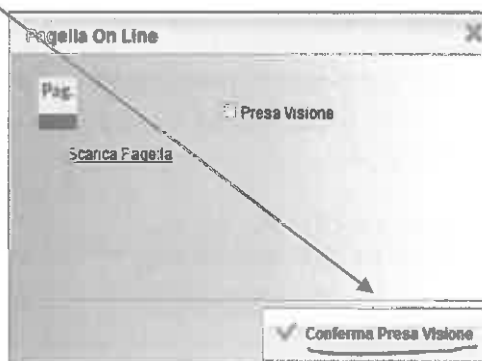 Pagella On Line
Pag.
Presa Visione
Scarica Pagella
Conferma Presa Visione